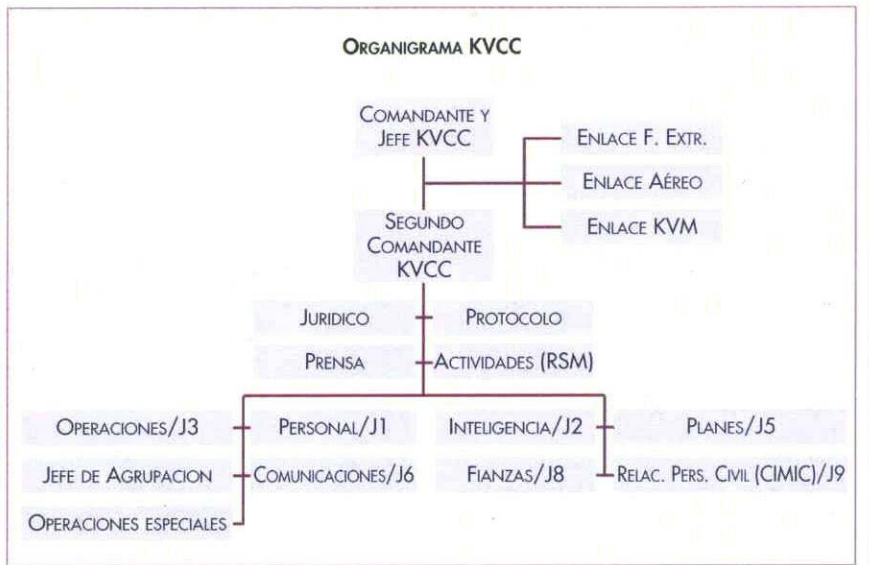 ORGANIGRAMA KVCC
COMANDANTE Y
JEFE KVCC
ENLACE F. EXTR.
ENLACE AÉREO
ENLACE KVM
SEGUNDO
COMANDANTE
KVCC
JURIDICO
PROTOCOLO
PRENSA
ACTIVIDADES (RSM)
OPERACIONES/J3
PERSONAL/J1
INTELIGENCIA/J2
PLANES/J5
JEFE DE AGRUPACION
COMUNICACIONES/J6
FIANZAS/J8
RELAC. PERS. CIVIL (CIMIC)/J9
OPERACIONES ESPECIALES